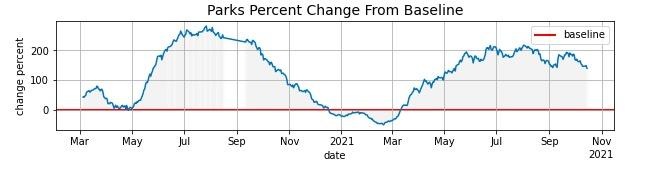 Parks Percent Change From Baseline
baseline
change percent
200
100
0
Mar May Jul Sep Nov 2021 Mar May Jul Sep Nov
2021
date